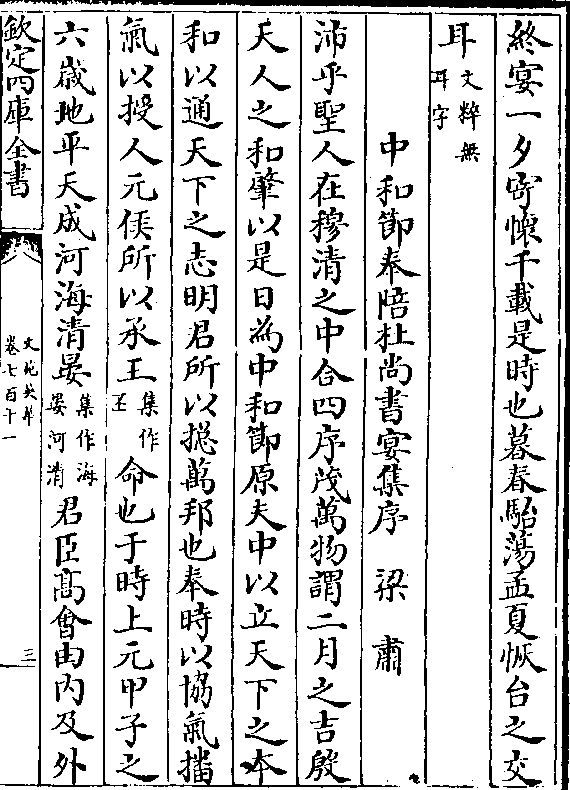 終宴一夕寄懷千載是時也暮春駘蕩孟夏恢台之交
耳文粹無耳字
中和節奉陪杜尚書宴集序 梁肅
沛乎聖人在穆清之中合四序茂萬物謂二月之吉殷
天人之和肇以是日為中和節原夫中以立天下之本
和以通天下之志明君所以揔萬邦也奉時以協氣播
氣以授人元侯所以承王集作丕命也于時上元甲子之
六歲地平天成河海清晏集作海晏河清君臣高會由内及外
欽定四庫全書
文苑英華
卷七百十一
三